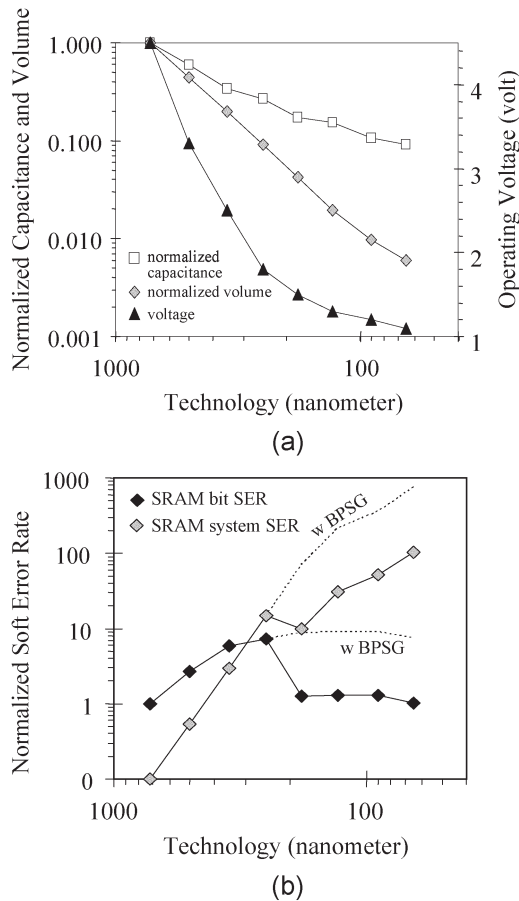 Normalized Capacitance and Volume
1.000
0.100
0.010
0.001
4
3
2
1
Operating Voltage (volt)
normalized
capacitance
normalized volume
voltage
1000
100
Technology (nanometer)
(a)
Normalized Soft Error Rate
1000
100
10
1
0
SRAM bit SER
SRAM system SER
w BPSG
w BPSG
1000
100
Technology (nanometer)
(b)